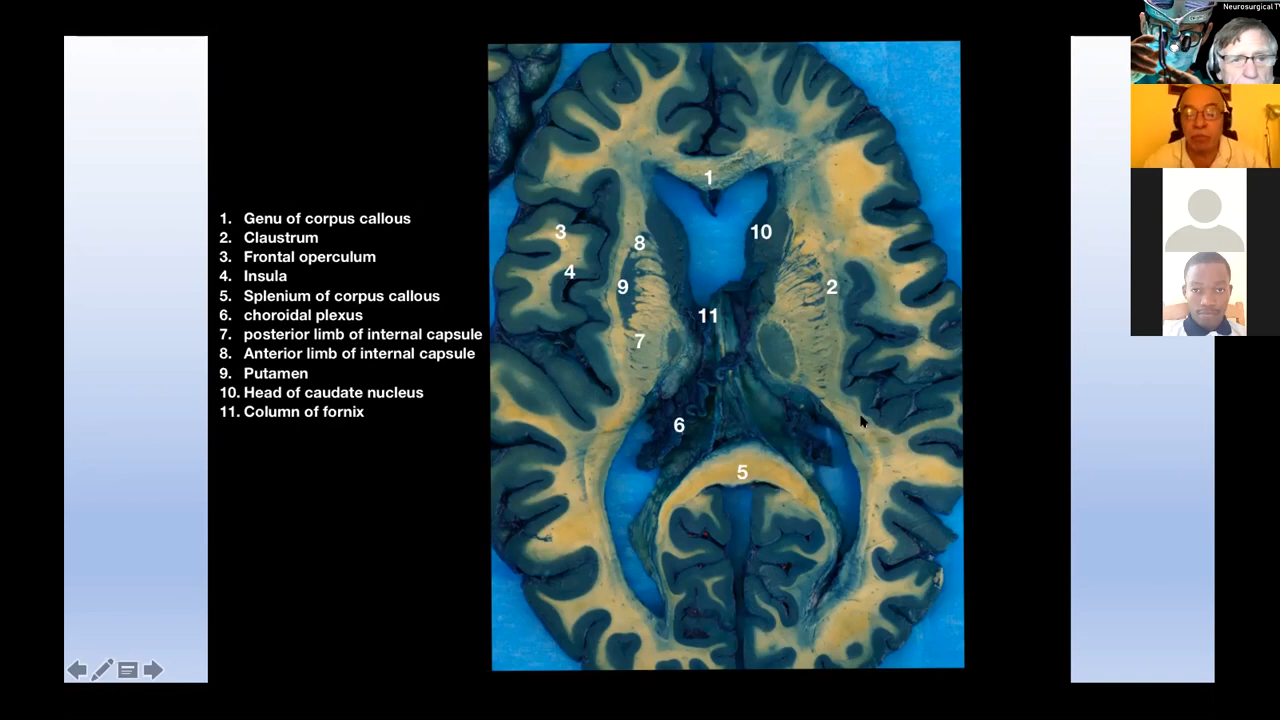 Neurosurgical TV
1. Genu of corpus callous
2. Claustrum
3. Frontal operculum
4. Insula
5. Splenium of corpus callous
6. choroidal plexus
7. posterior limb of internal capsule
8. Anterior limb of internal capsule
9. Putamen
10. Head of caudate nucleus
11. Column of fornix
1
3
10
8
4
9
2
11
7
6
5